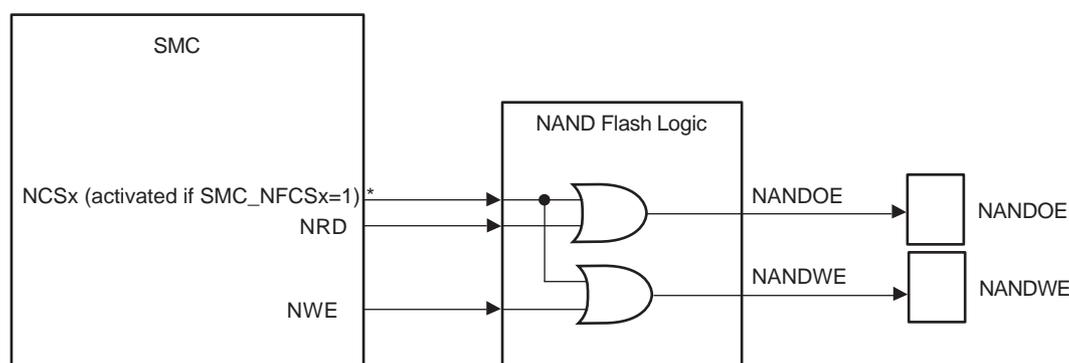 SMC
NAND Flash Logic
NCSx (activated if SMC_NFCSx=1) *
NRD
NWE
NANDOE
NANDOE
NANDWE
NANDWE